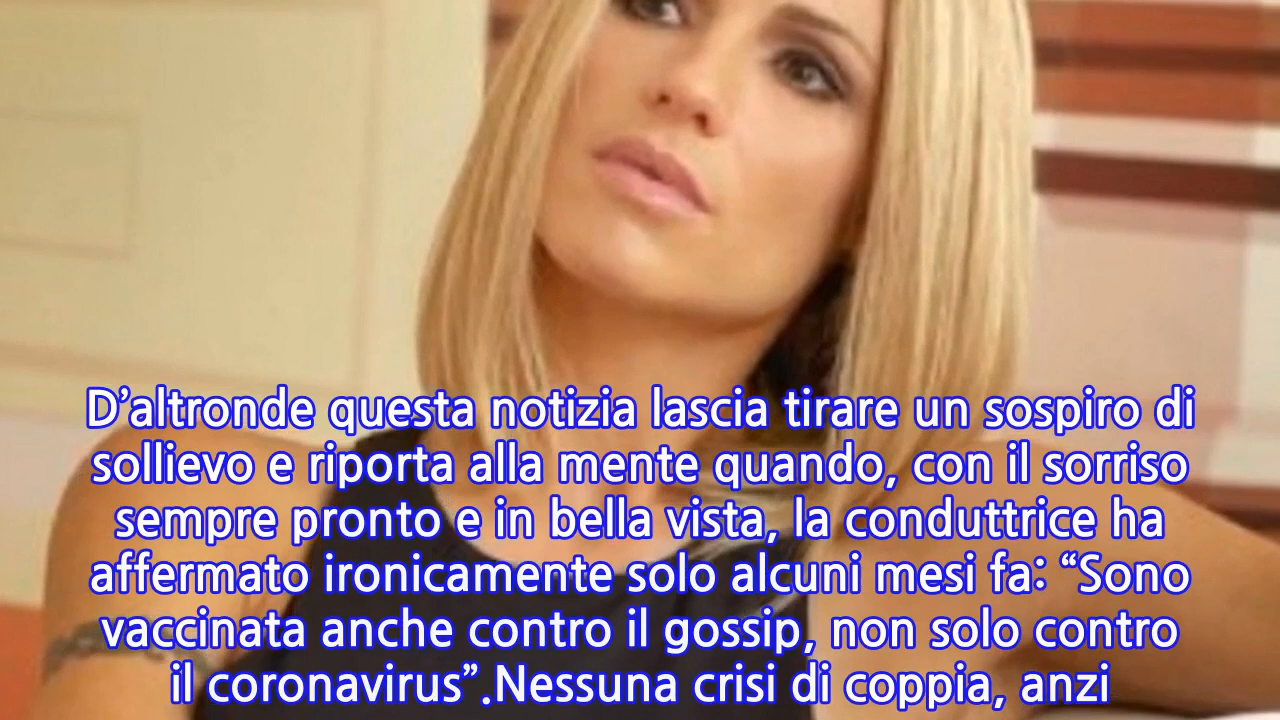 D’altronde questa notizia lascia tirare un sospiro di
sollievo e riporta alla mente quando, con il sorriso
sempre pronto e in bella vista, la conduttrice ha
affermato ironicamente solo alcuni mesi fa: “Sono
vaccinata anche contro il gossip, non solo contro
il coronavirus”.Nessuna crisi di coppia, anzi